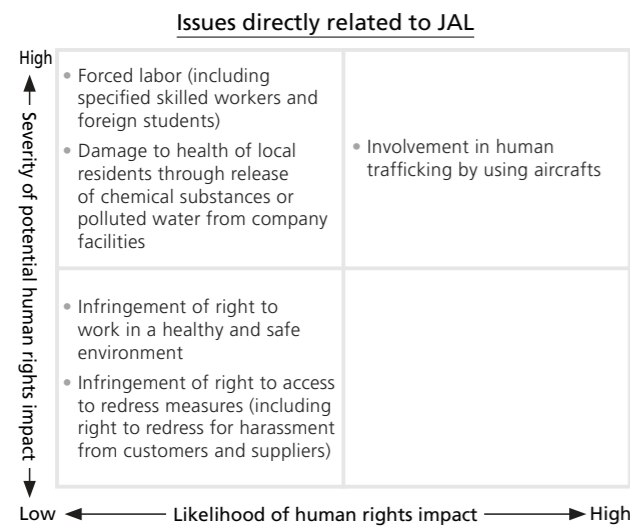 Issues directly related to JAL
High
Severity of potential human rights impact
• Forced labor (including
specified skilled workers and
foreign students)
• Damage to health of local
residents through release
of chemical substances or
polluted water from company
facilities
• Involvement in human
trafficking by using aircrafts
• Infringement of right to
work in a healthy and safe
environment
• Infringement of right to access
to redress measures (including
right to redress for harassment
from customers and suppliers)
Low
Likelihood of human rights impact
High